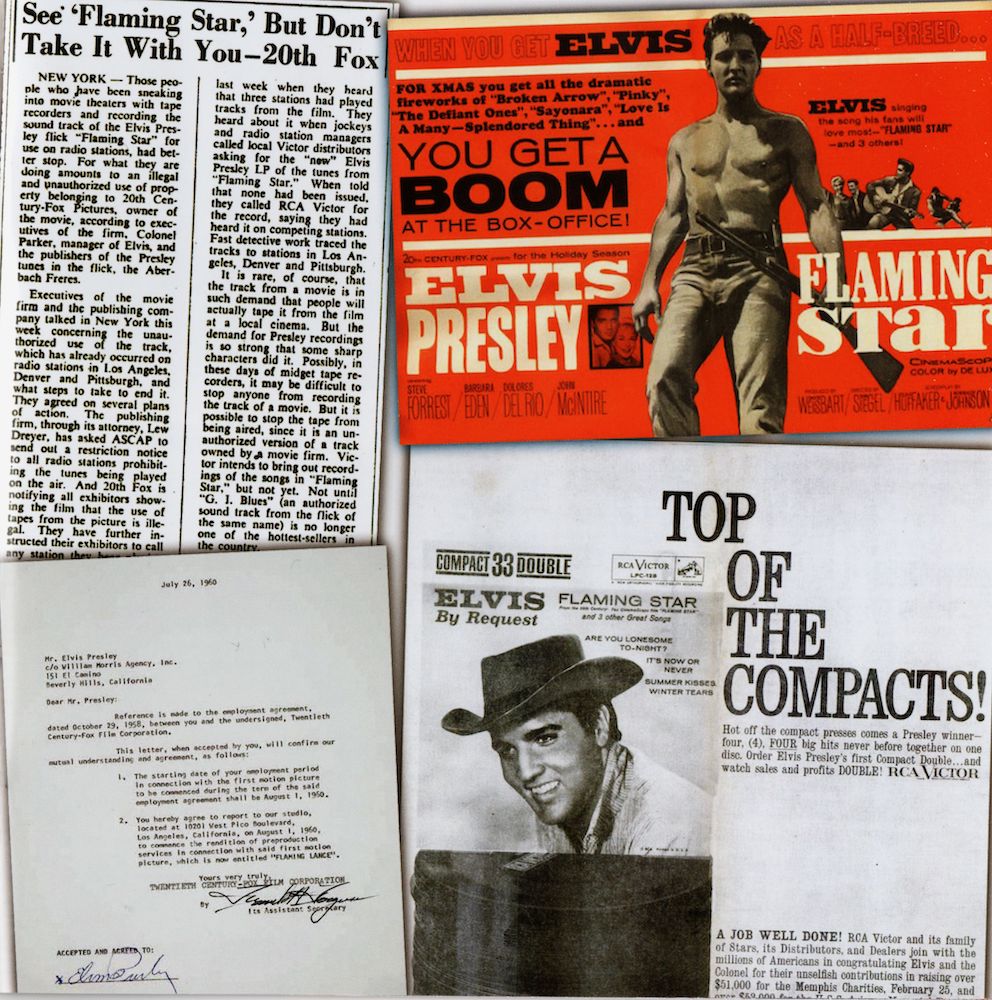 See 'Flaming Star,' But Don't
Take It With You—20th Fox
NEW YORK — Those peo-
ple who have been sneaking
into movie theaters with tape
recorders and recording the
sound track of the Elvis Pres-
ley flick "Flaming Star" for
use on radio stations, had bet-
ter stop. For what they are
doing amounts to an illegal
and unauthorized use of prop-
erty belonging to 20th Cen-
tury-Fox Pictures, owner of
the movie, according to exec-
utives of the firm, Colonel
Parker, manager of Elvis, and
the publishers of the Presley
tunes in the flick, the Aber-
bach Freres.
Executives of the movie
firm and the publishing com-
pany talked in New York this
week concerning the unau-
thorized use of the track,
which has already occurred on
radio stations in Los Angeles,
Denver and Pittsburgh, and
what steps to take to end it.
They agreed on several plans
of action. The publishing
firm, through its attorney, Lew
Dreyer, has asked ASCAP to
send out a restriction notice
to all radio stations prohibit-
ing the tunes being played
on the air. And 20th Fox is
notifying all exhibitors show-
ing the film that the use of
tapes from the picture is ille-
gal. They have further in-
structed their exhibitors to call
any station they
last week when they heard
that three stations had played
tracks from the film. They
heard about it when jockeys
and radio station managers
called local Victor distributors
asking for the "new" Elvis
Presley LP of the tunes from
"Flaming Star." When told
that none had been issued,
they called RCA Victor for
the record, saying they had
heard it on competing stations.
Fast detective work traced the
tracks to stations in Los An-
geles, Denver and Pittsburgh.
It is rare, of course, that
the track from a movie is in
such demand that people will
actually tape it from the film
at a local cinema. But the
demand for Presley recordings
is so strong that some sharp
characters did it. Possibly, in
these days of midget tape re-
corders, it may be difficult to
stop anyone from recording
the track of a movie. But it is
possible to stop the tape from
being aired, since it is an un-
authorized version of a track
owned by a movie firm. Vic-
tor intends to bring out record-
ings of the songs in "Flaming
Star," but not yet. Not until
"G. I. Blues" (an authorized
sound track from the flick of
the same name) is no longer
one of the hottest-sellers in
the country.
WHEN YOU GET ELVIS AS A HALF-BREED...
FOR XMAS you get all the dramatic
fireworks of "Broken Arrow", "Pinky",
"The Defiant Ones", "Sayonara", "Love Is
A Many—Splendored Thing"...and
YOU GET A
BOOM
AT THE BOX-OFFICE!
ELVIS singing
the song his fans will
love most—"FLAMING STAR"
—and 3 others!
20th CENTURY-FOX presents for the Holiday Season
ELVIS
PRESLEY
FLAMING
STAR
CINEMASCOPE
COLOR by DE LUX
STEVE FORREST / BARBARA EDEN / DOLORES DEL RIO / JOHN McINTIRE
WEISBART / SIEGEL / HUFFAKER & JOHNSON
July 26, 1960
Mr. Elvis Presley
c/o William Morris Agency, Inc.
151 El Camino
Beverly Hills, California
Dear Mr. Presley:
Reference is made to the employment agreement,
dated October 29, 1958, between you and the undersigned, Twentieth
Century-Fox Film Corporation.
This letter, when accepted by you, will confirm our
mutual understanding and agreement, as follows:
1. The starting date of your employment period
in connection with the first motion picture
to be commenced during the term of the said
employment agreement shall be August 1, 1960.
2. You hereby agree to report to our studio,
located at 10201 West Pico Boulevard,
Los Angeles, California, on August 1, 1960,
to commence the rendition of preproduction
services in connection with said first motion
picture, which is now entitled "FLAMING LANCE".
Yours very truly,
TWENTIETH CENTURY-FOX FILM CORPORATION
By
Its Assistant Secretary
ACCEPTED AND AGREED TO:
x Elvis Presley
TOP
OF
THE
COMPACTS!
COMPACT 33 DOUBLE
RCA VICTOR
LPC-128
ELVIS
By Request
FLAMING STAR
and 3 other Great Songs
ARE YOU LONESOME
TO-NIGHT?
IT'S NOW OR
NEVER
SUMMER KISSES
WINTER TEARS
Hot off the compact presses comes a Presley winner—
four, (4), FOUR big hits never before together on one
disc. Order Elvis Presley's first Compact Double...and
watch sales and profits DOUBLE! RCA VICTOR
A JOB WELL DONE! RCA Victor and its family
of Stars, its Distributors, and Dealers join with the
millions of Americans in congratulating Elvis and the
Colonel for their unselfish contributions in raising over
$51,000 for the Memphis Charities, February 25, and